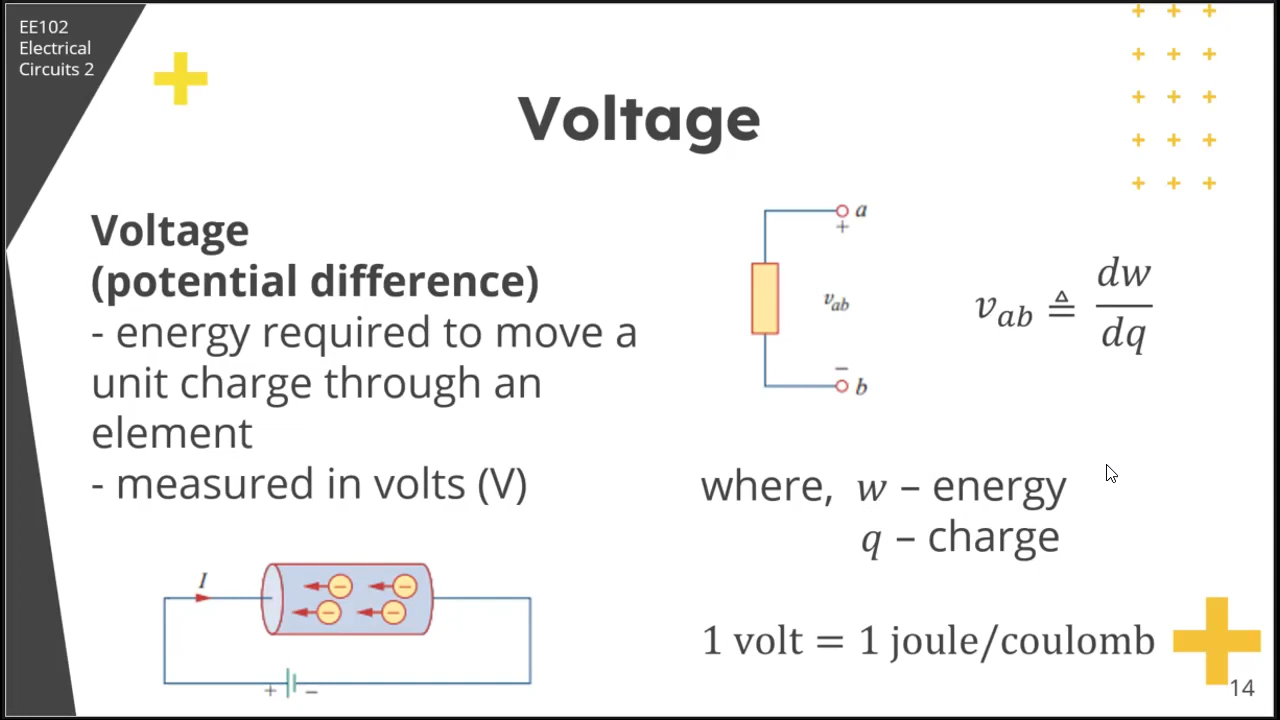 EE102
Electrical
Circuits 2
Voltage
Voltage
(potential difference)
- energy required to move a
unit charge through an
element
- measured in volts (V)
a
+
v_ab
−
b
v_ab ≜ dw/dq
where, w – energy
q – charge
1 volt = 1 joule/coulomb
I
− −
− −
+ −
14